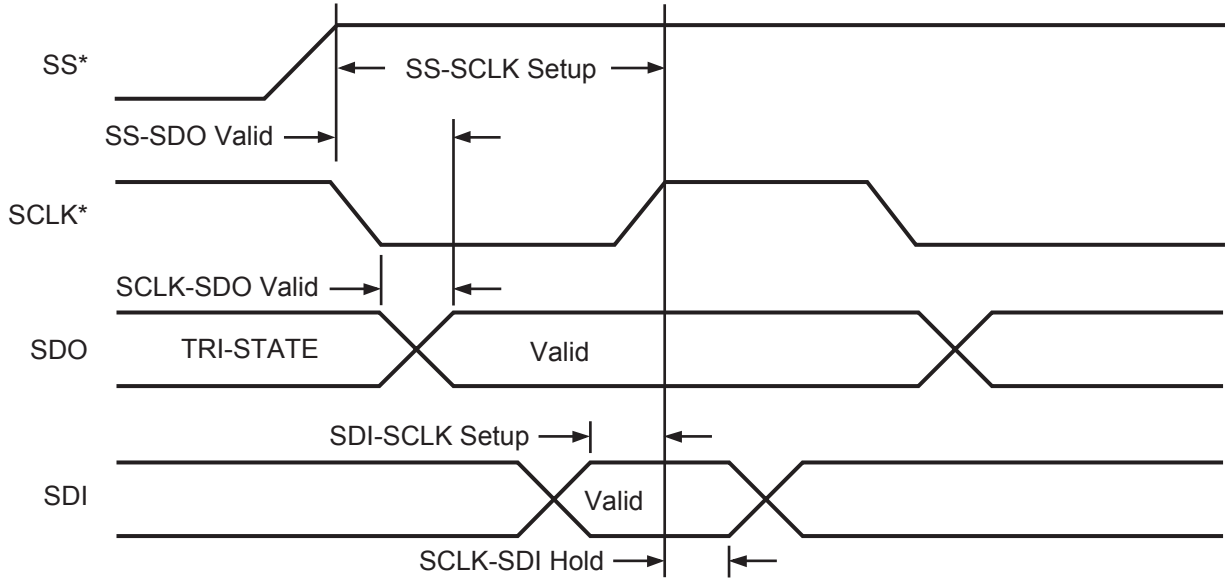 SS*
SS-SCLK Setup
SS-SDO Valid
SCLK*
SCLK-SDO Valid
SDO
TRI-STATE
Valid
SDI-SCLK Setup
SDI
Valid
SCLK-SDI Hold